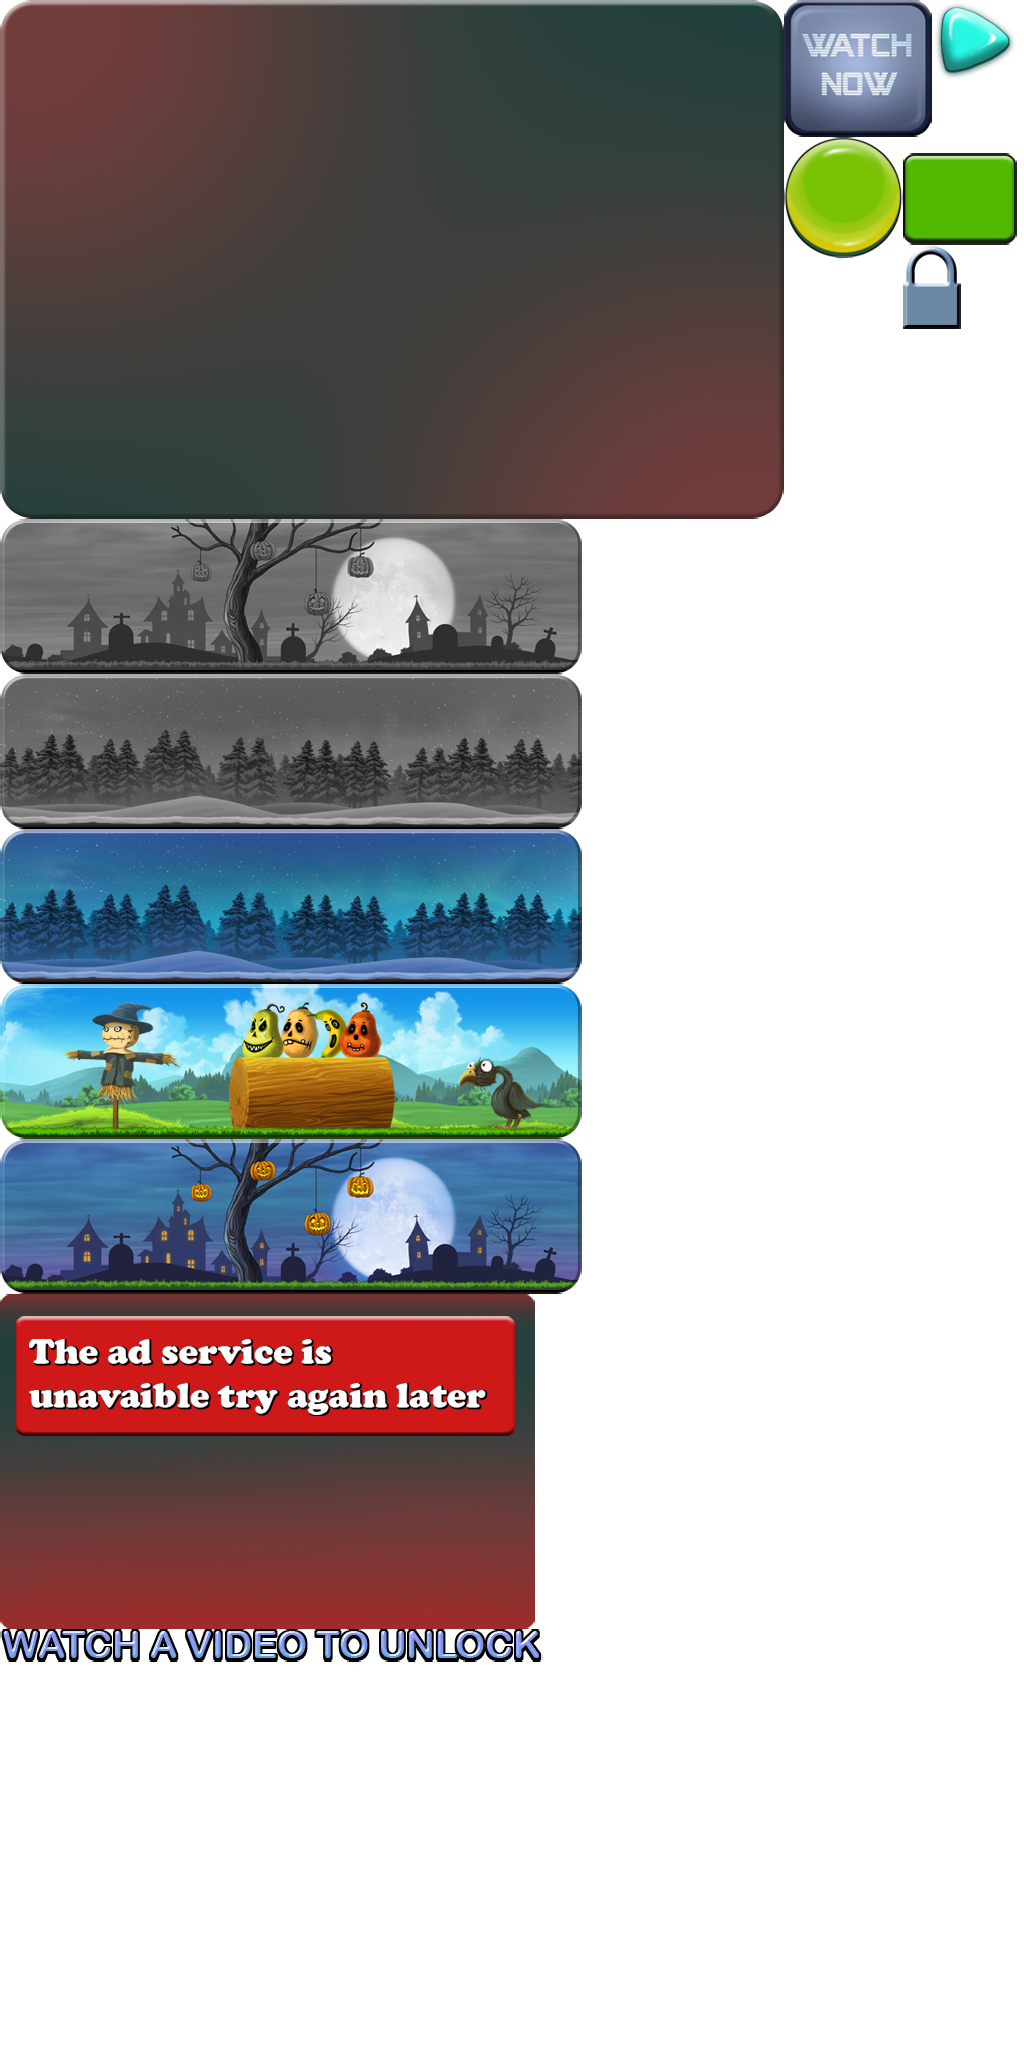 WATCH
NOW
The ad service is
unavaible try again later
WATCH A VIDEO TO UNLOCK